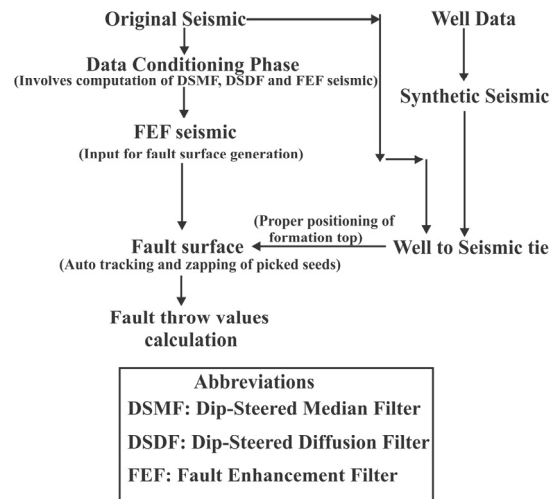 Original Seismic
Well Data
Data Conditioning Phase
(Involves computation of DSMF, DSDF and FEF seismic)
Synthetic Seismic
FEF seismic
(Input for fault surface generation)
(Proper positioning of
formation top)
Fault surface
Well to Seismic tie
(Auto tracking and zapping of picked seeds)
Fault throw values
calculation
Abbreviations
DSMF: Dip-Steered Median Filter
DSDF: Dip-Steered Diffusion Filter
FEF: Fault Enhancement Filter